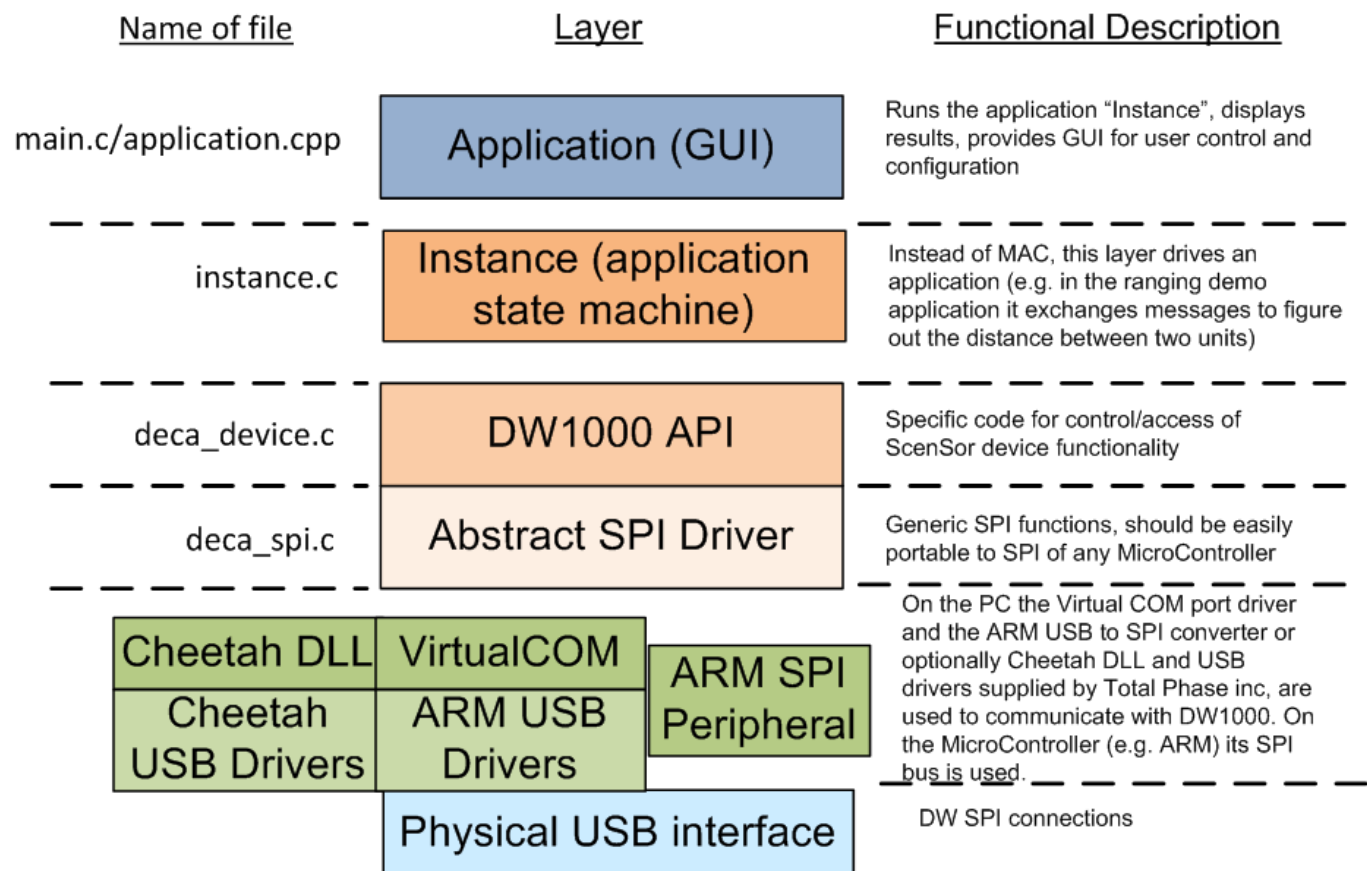 Name of file
Layer
Functional Description
main.c/application.cpp
Application (GUI)
Runs the application “Instance”, displays
results, provides GUI for user control and
configuration
instance.c
Instance (application
state machine)
Instead of MAC, this layer drives an
application (e.g. in the ranging demo
application it exchanges messages to figure
out the distance between two units)
deca_device.c
DW1000 API
Specific code for control/access of
ScenSor device functionality
deca_spi.c
Abstract SPI Driver
Generic SPI functions, should be easily
portable to SPI of any MicroController
Cheetah DLL
VirtualCOM
ARM SPI
Peripheral
Cheetah
USB Drivers
ARM USB
Drivers
On the PC the Virtual COM port driver
and the ARM USB to SPI converter or
optionally Cheetah DLL and USB
drivers supplied by Total Phase inc, are
used to communicate with DW1000. On
the MicroController (e.g. ARM) its SPI
bus is used.
Physical USB interface
DW SPI connections